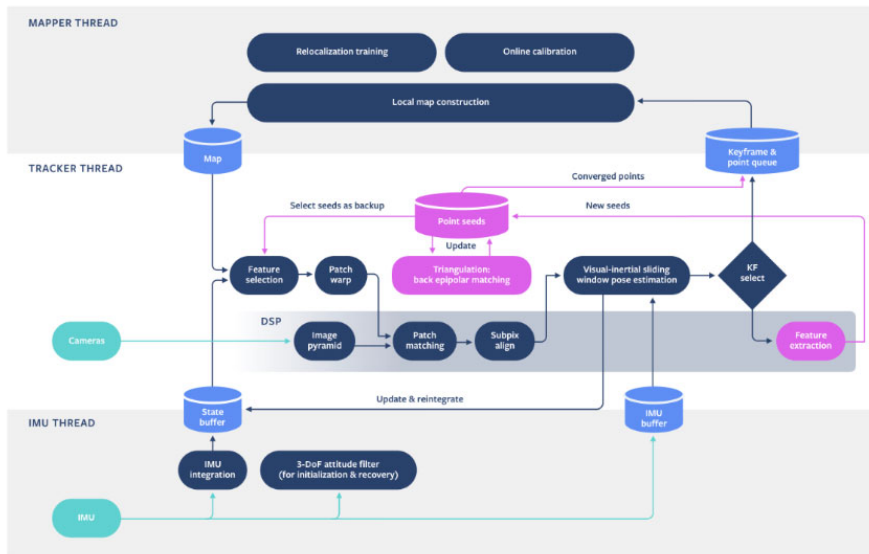 MAPPER THREAD
Relocalization training
Online calibration
Local map construction
Map
Keyframe &
point queue
TRACKER THREAD
Converged points
Select seeds as backup
Point seeds
New seeds
Update
Feature
selection
Patch
warp
Triangulation:
back epipolar matching
Visual-inertial sliding
window pose estimation
KF
select
DSP
Cameras
Image
pyramid
Patch
matching
Subpix
align
Feature
extraction
Update & reintegrate
State
buffer
IMU
buffer
IMU THREAD
IMU
integration
3-DoF attitude filter
(for initialization & recovery)
IMU